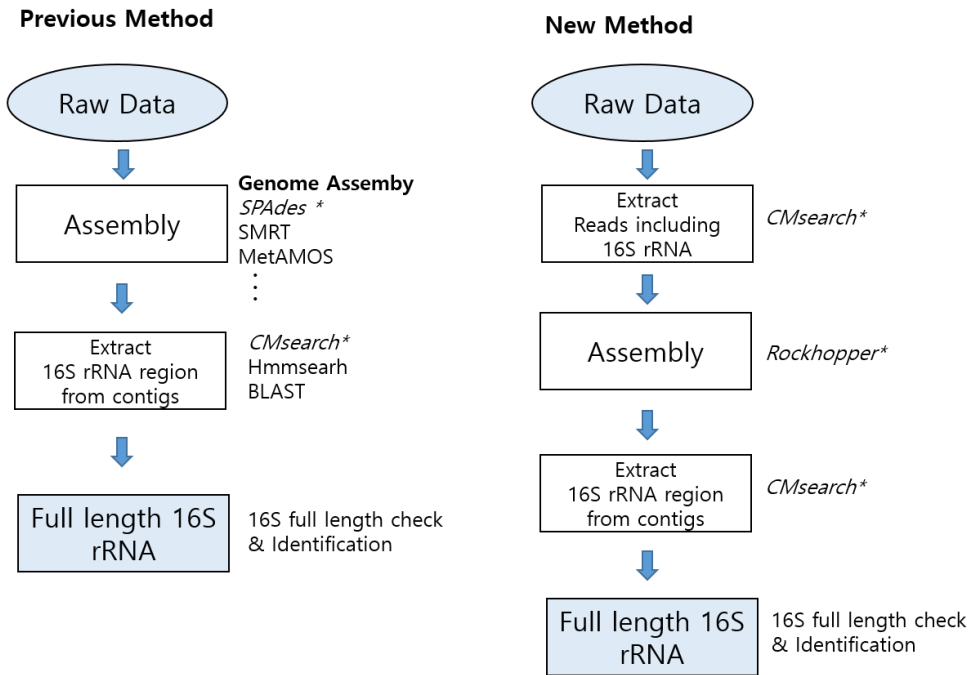 Previous Method
Raw Data
Assembly
Genome Assemby
SPAdes *
SMRT
MetAMOS
Extract
16S rRNA region
from contigs
CMsearch*
Hmmsearh
BLAST
Full length 16S
rRNA
16S full length check
& Identification
New Method
Raw Data
Extract
Reads including
16S rRNA
CMsearch*
Assembly
Rockhopper*
Extract
16S rRNA region
from contigs
CMsearch*
Full length 16S
rRNA
16S full length check
& Identification